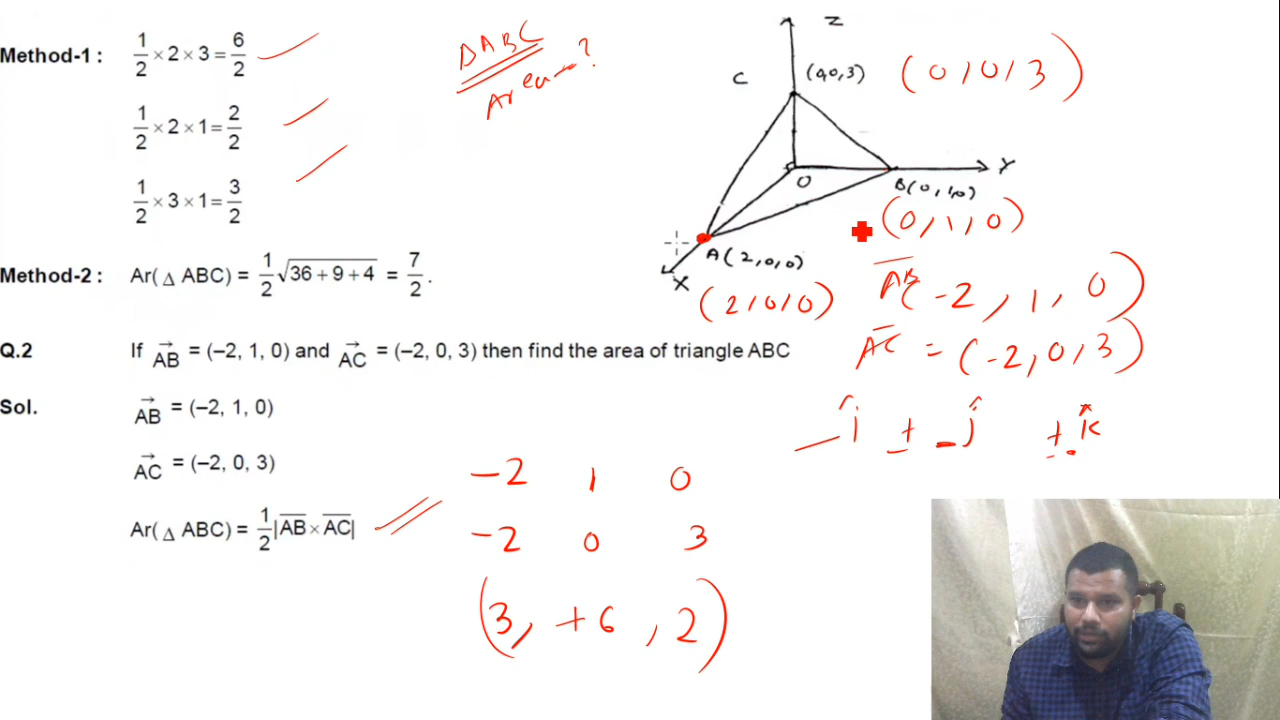 Method-1 : 1/2 × 2 × 3 = 6/2
1/2 × 2 × 1 = 2/2
1/2 × 3 × 1 = 3/2
Method-2 : Ar(△ ABC) = 1/2 √(36 + 9 + 4) = 7/2.
Q.2 If AB⃗ = (–2, 1, 0) and AC⃗ = (–2, 0, 3) then find the area of triangle ABC
Sol. AB⃗ = (–2, 1, 0)
AC⃗ = (–2, 0, 3)
Ar(△ ABC) = 1/2 |A̅B̅ × A̅C̅|
DABC
Area - ?
Z
C (0,0,3) (0,0,3)
Y
O
B(0,1,0)
(0,1,0)
A(2,0,0)
X
(2,0,0)
AB(-2, 1, 0)
AC = (-2, 0, 3)
î ± - ĵ ± k̂
-2 1 0
-2 0 3
(3, +6, 2)